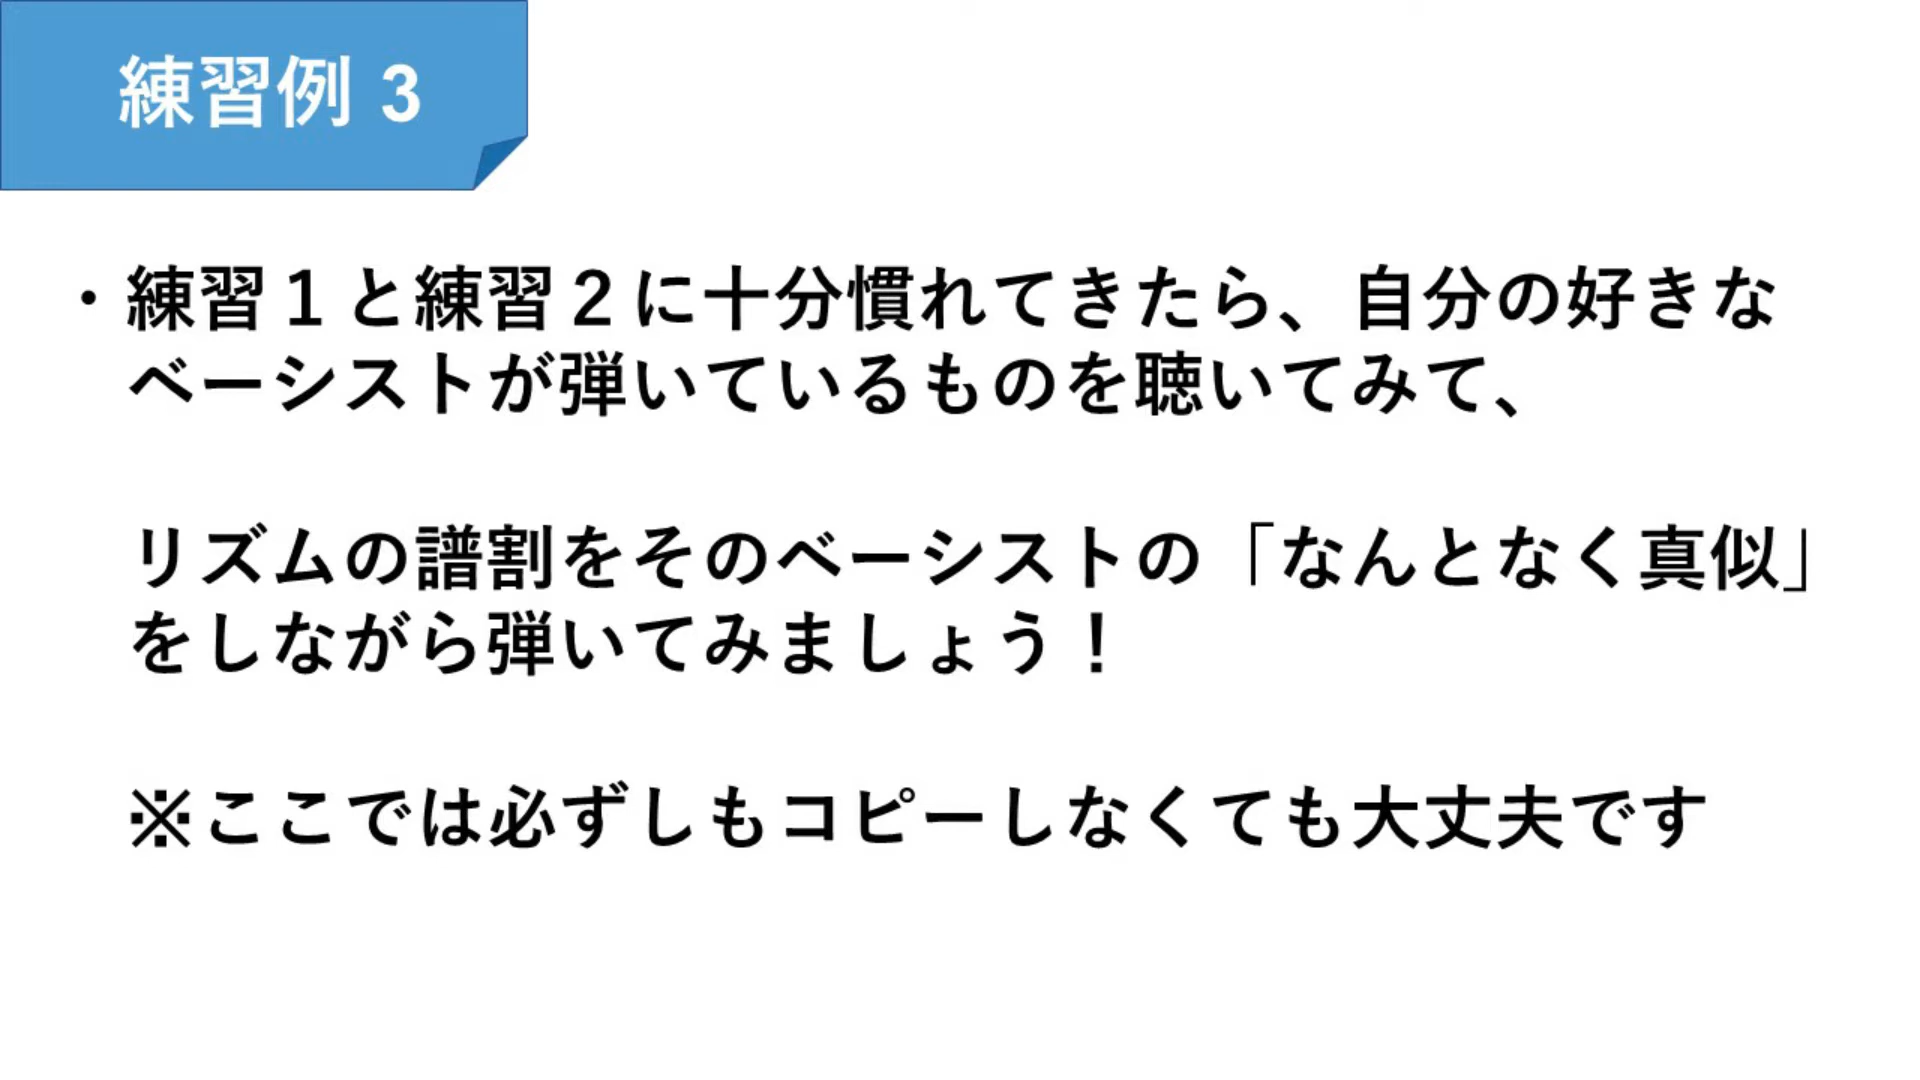 練習例 3
・練習１と練習２に十分慣れてきたら、自分の好きな
ベーシストが弾いているものを聴いてみて、
リズムの譜割をそのベーシストの「なんとなく真似」
をしながら弾いてみましょう！
※ここでは必ずしもコピーしなくても大丈夫です